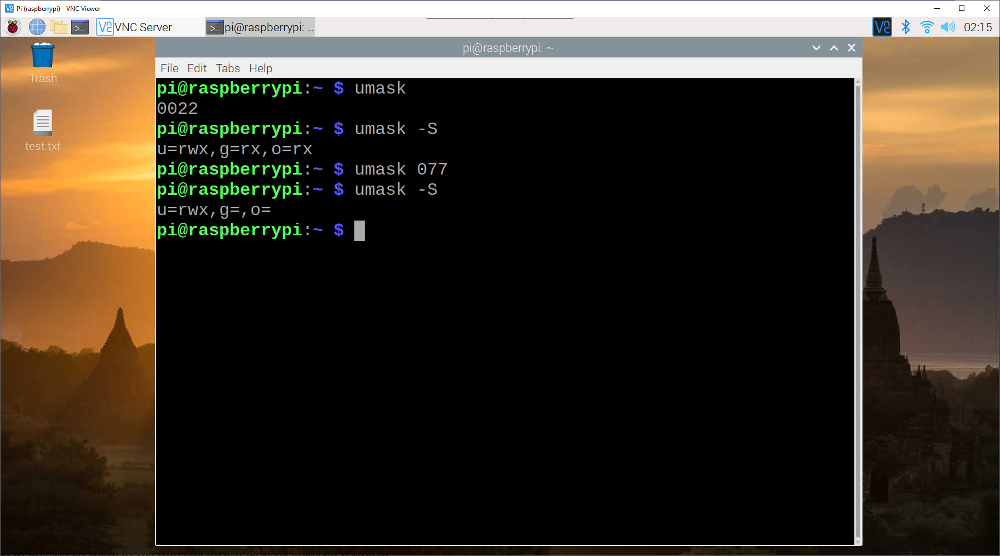 Pi (raspberrypi) - VNC Viewer
VNC Server
pi@raspberrypi: ...
02:15
Trash
test.txt
pi@raspberrypi: ~
File Edit Tabs Help
pi@raspberrypi:~ $ umask
0022
pi@raspberrypi:~ $ umask -S
u=rwx,g=rx,o=rx
pi@raspberrypi:~ $ umask 077
pi@raspberrypi:~ $ umask -S
u=rwx,g=,o=
pi@raspberrypi:~ $